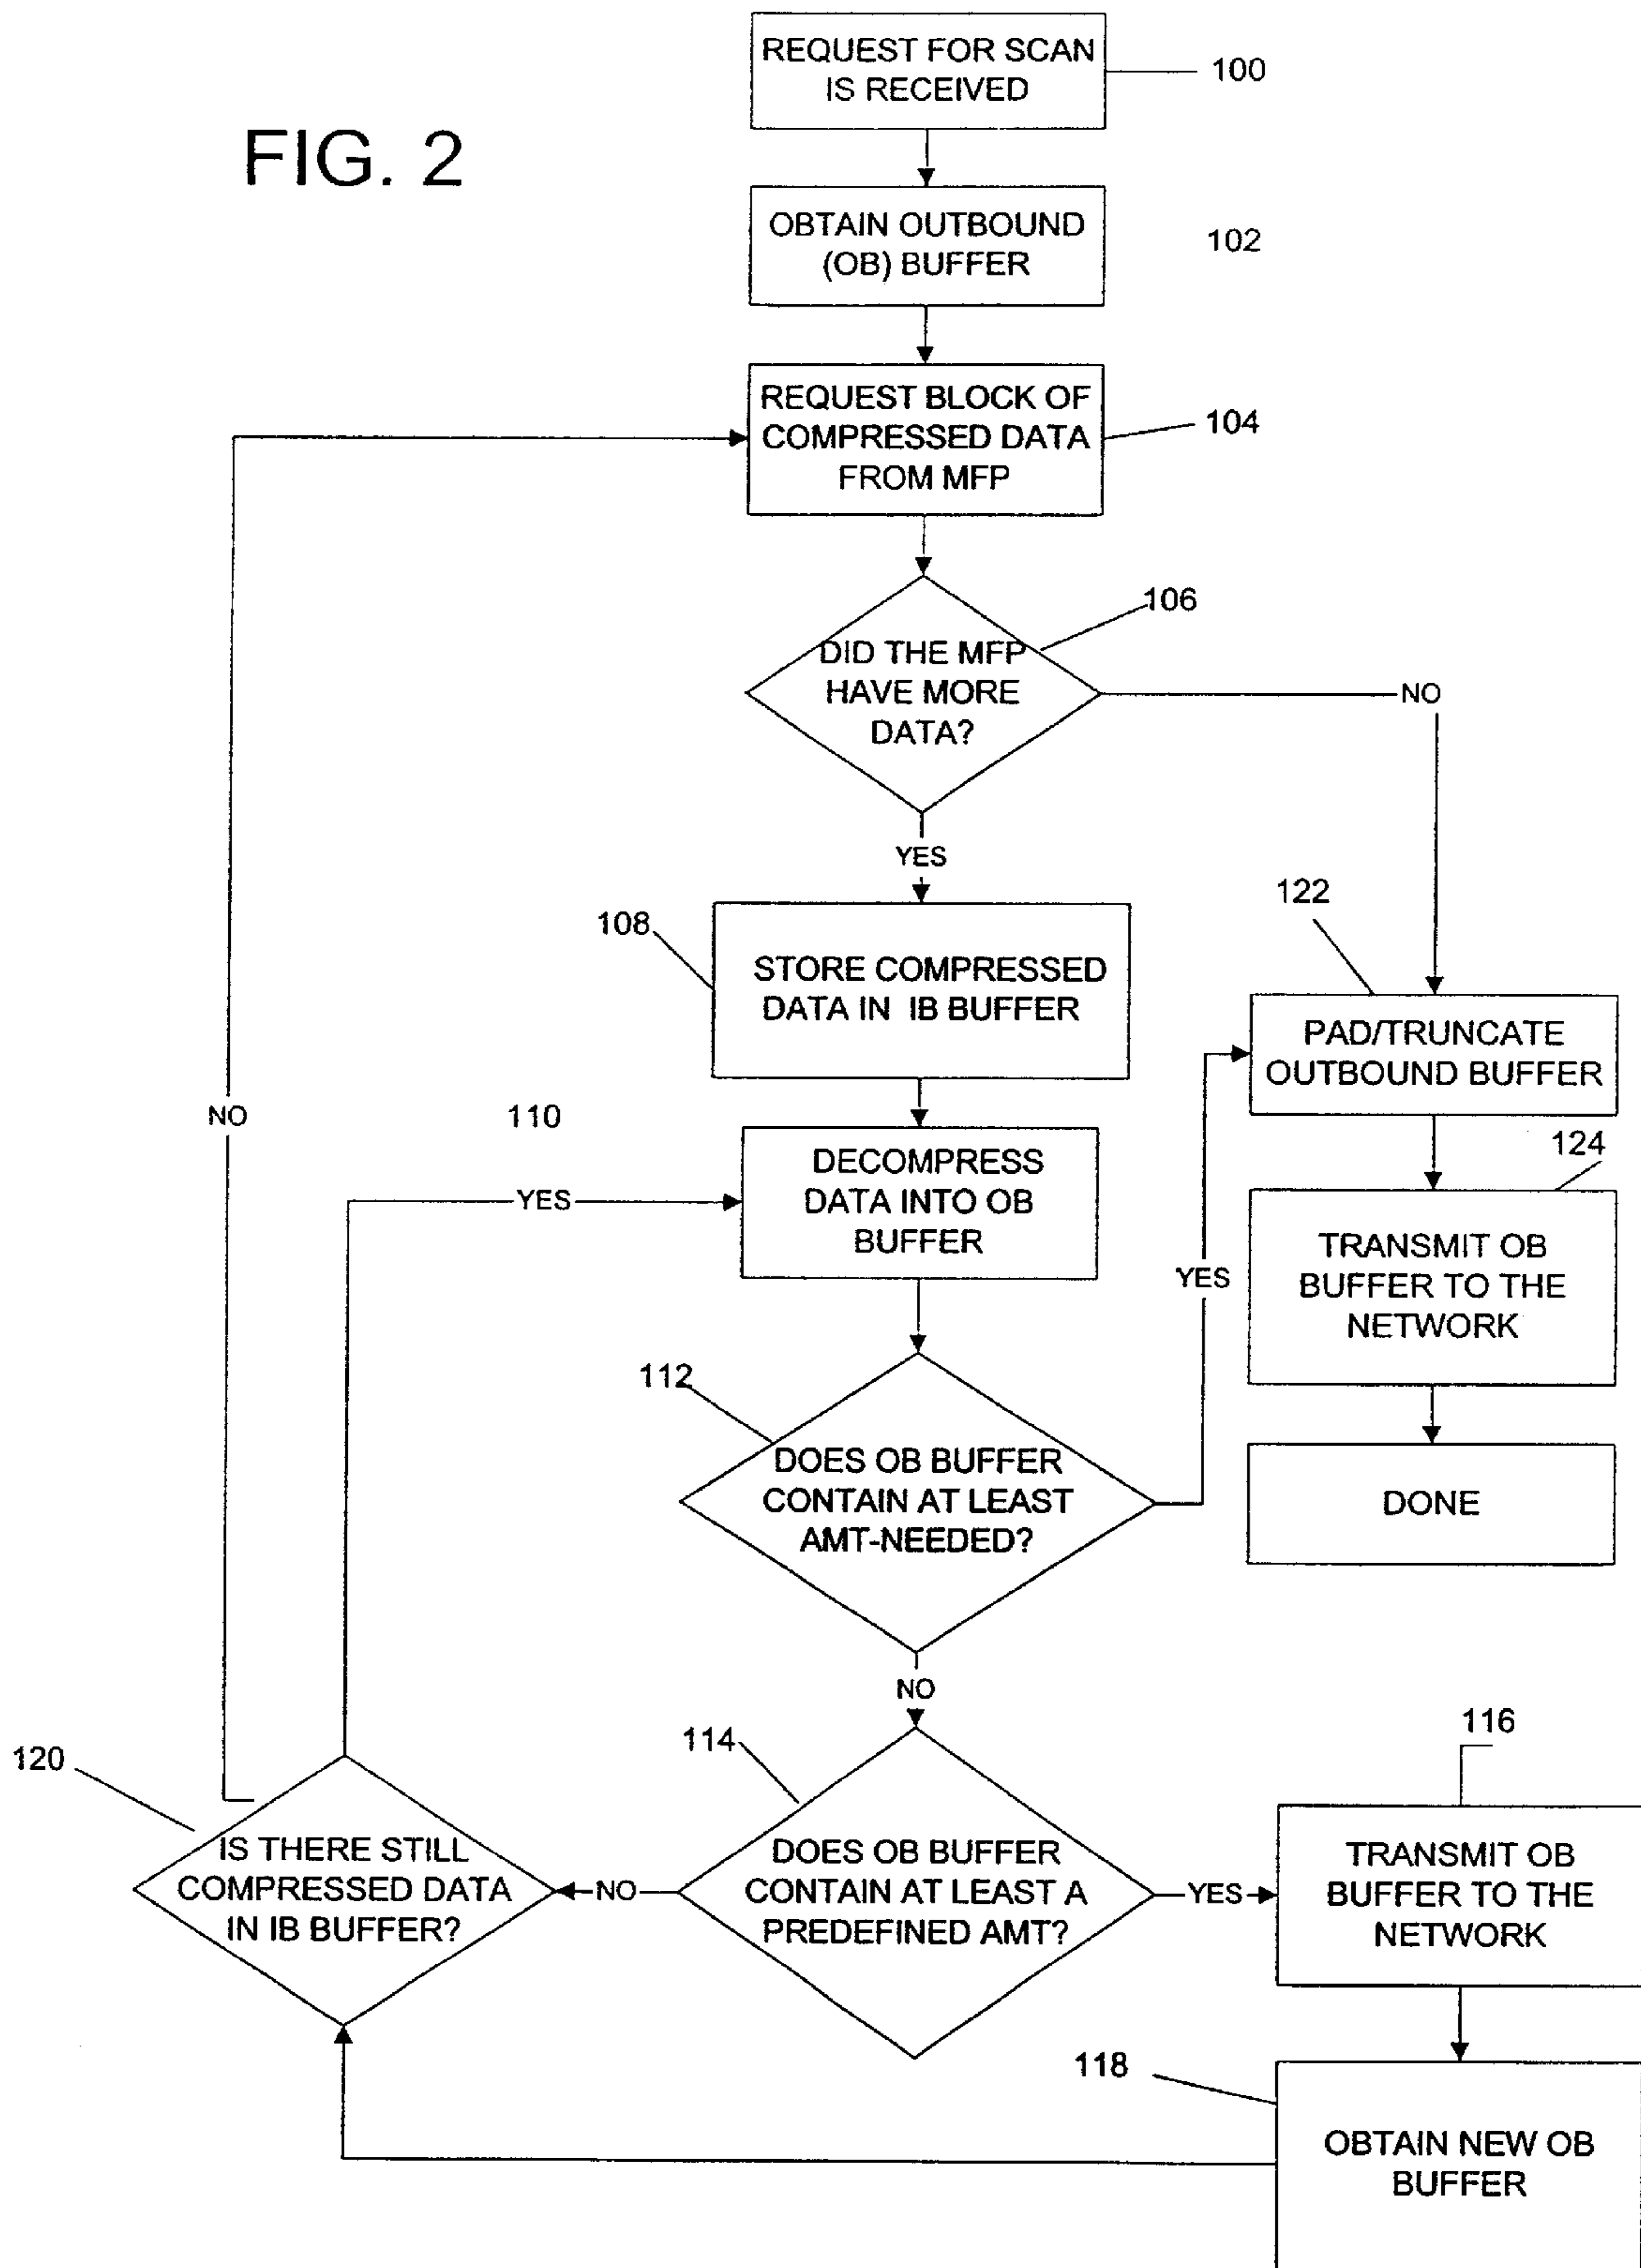 FIG. 2
REQUEST FOR SCAN
IS RECEIVED
100
OBTAIN OUTBOUND
(OB) BUFFER
102
REQUEST BLOCK OF
COMPRESSED DATA
FROM MFP
104
DID THE MFP
HAVE MORE
DATA?
106
NO
YES
108
STORE COMPRESSED
DATA IN IB BUFFER
122
PAD/TRUNCATE
OUTBOUND BUFFER
NO
110
DECOMPRESS
DATA INTO OB
BUFFER
YES
YES
124
TRANSMIT OB
BUFFER TO THE
NETWORK
112
DOES OB BUFFER
CONTAIN AT LEAST
AMT-NEEDED?
DONE
NO
114
DOES OB BUFFER
CONTAIN AT LEAST A
PREDEFINED AMT?
120
IS THERE STILL
COMPRESSED DATA
IN IB BUFFER?
NO
YES
116
TRANSMIT OB
BUFFER TO THE
NETWORK
118
OBTAIN NEW OB
BUFFER